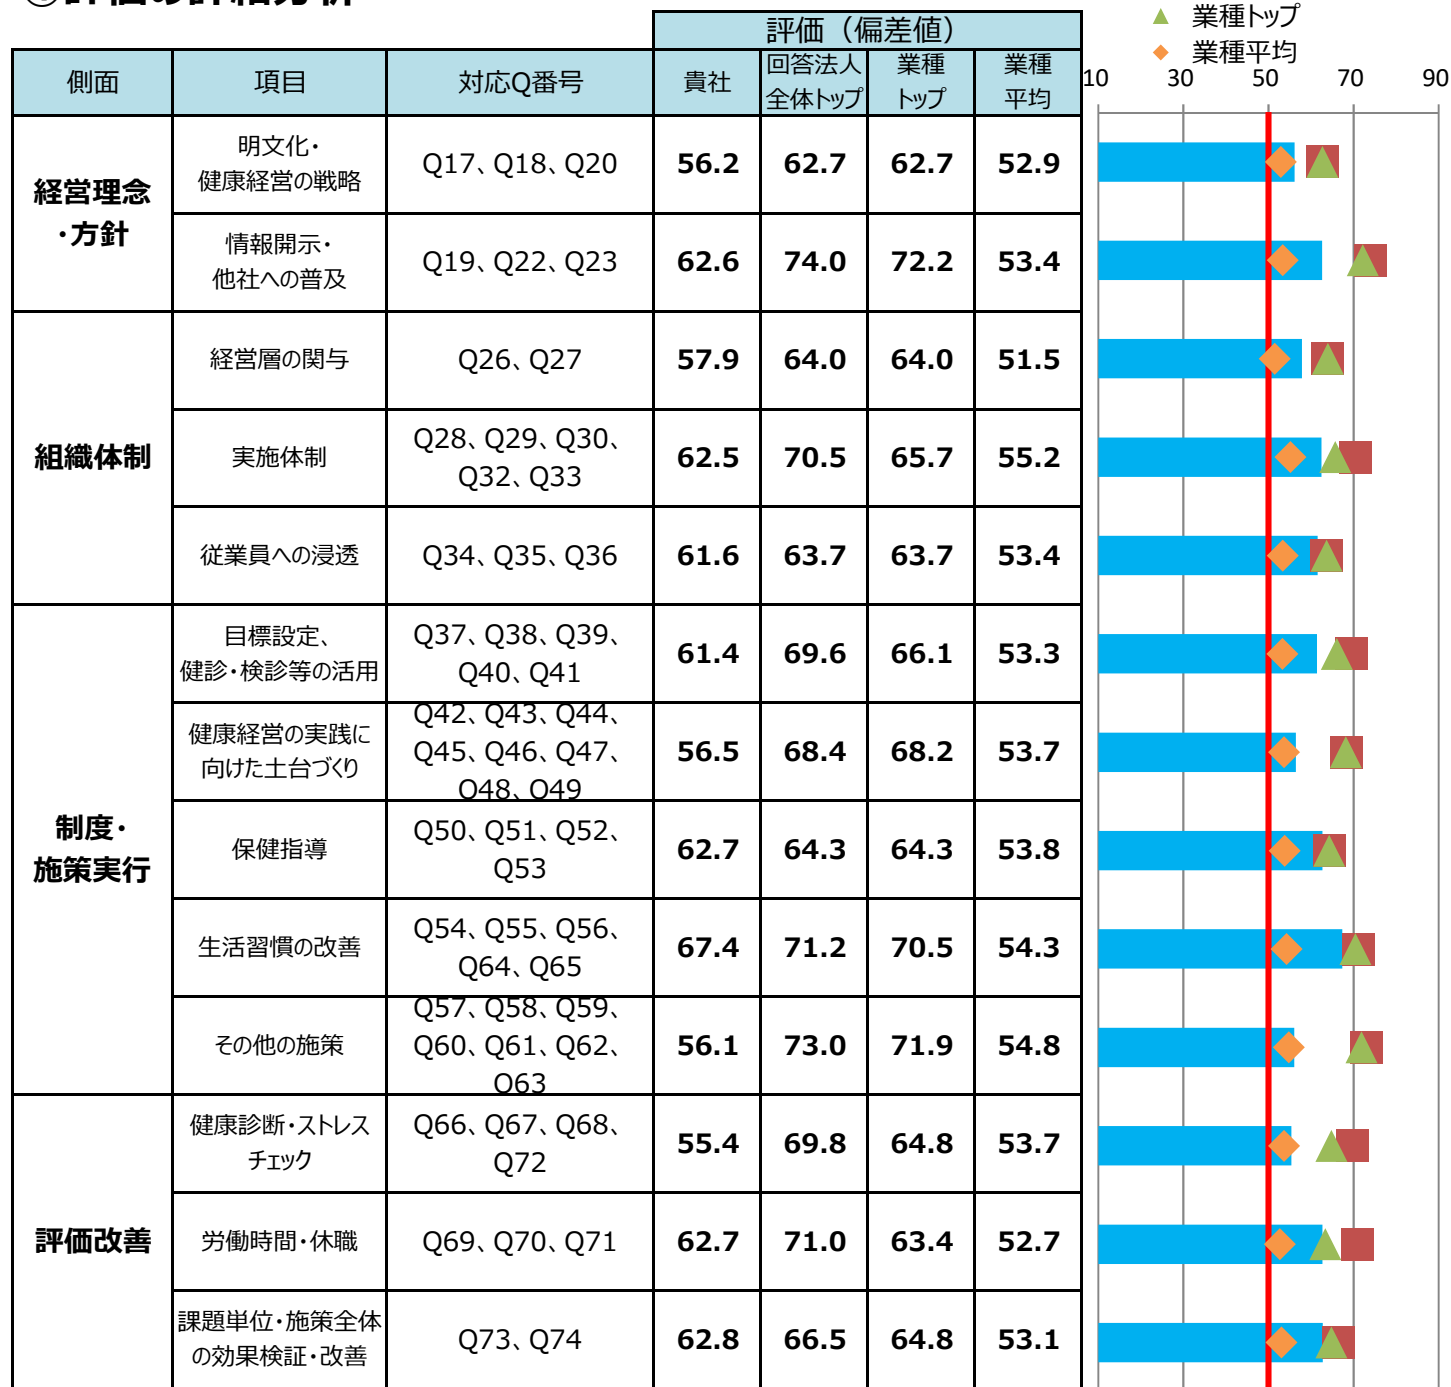 ①評価の詳細分析
▲ 業種トップ
◆ 業種平均
評価（偏差値）
側面 項目 対応Q番号 貴社 回答法人全体トップ 業種トップ 業種平均
10 30 50 70 90
経営理念・方針
明文化・健康経営の戦略 Q17、Q18、Q20 56.2 62.7 62.7 52.9
情報開示・他社への普及 Q19、Q22、Q23 62.6 74.0 72.2 53.4
組織体制
経営層の関与 Q26、Q27 57.9 64.0 64.0 51.5
実施体制 Q28、Q29、Q30、Q32、Q33 62.5 70.5 65.7 55.2
従業員への浸透 Q34、Q35、Q36 61.6 63.7 63.7 53.4
制度・施策実行
目標設定、健診・検診等の活用 Q37、Q38、Q39、Q40、Q41 61.4 69.6 66.1 53.3
健康経営の実践に向けた土台づくり Q42、Q43、Q44、Q45、Q46、Q47、Q48、Q49 56.5 68.4 68.2 53.7
保健指導 Q50、Q51、Q52、Q53 62.7 64.3 64.3 53.8
生活習慣の改善 Q54、Q55、Q56、Q64、Q65 67.4 71.2 70.5 54.3
その他の施策 Q57、Q58、Q59、Q60、Q61、Q62、Q63 56.1 73.0 71.9 54.8
評価改善
健康診断・ストレスチェック Q66、Q67、Q68、Q72 55.4 69.8 64.8 53.7
労働時間・休職 Q69、Q70、Q71 62.7 71.0 63.4 52.7
課題単位・施策全体の効果検証・改善 Q73、Q74 62.8 66.5 64.8 53.1